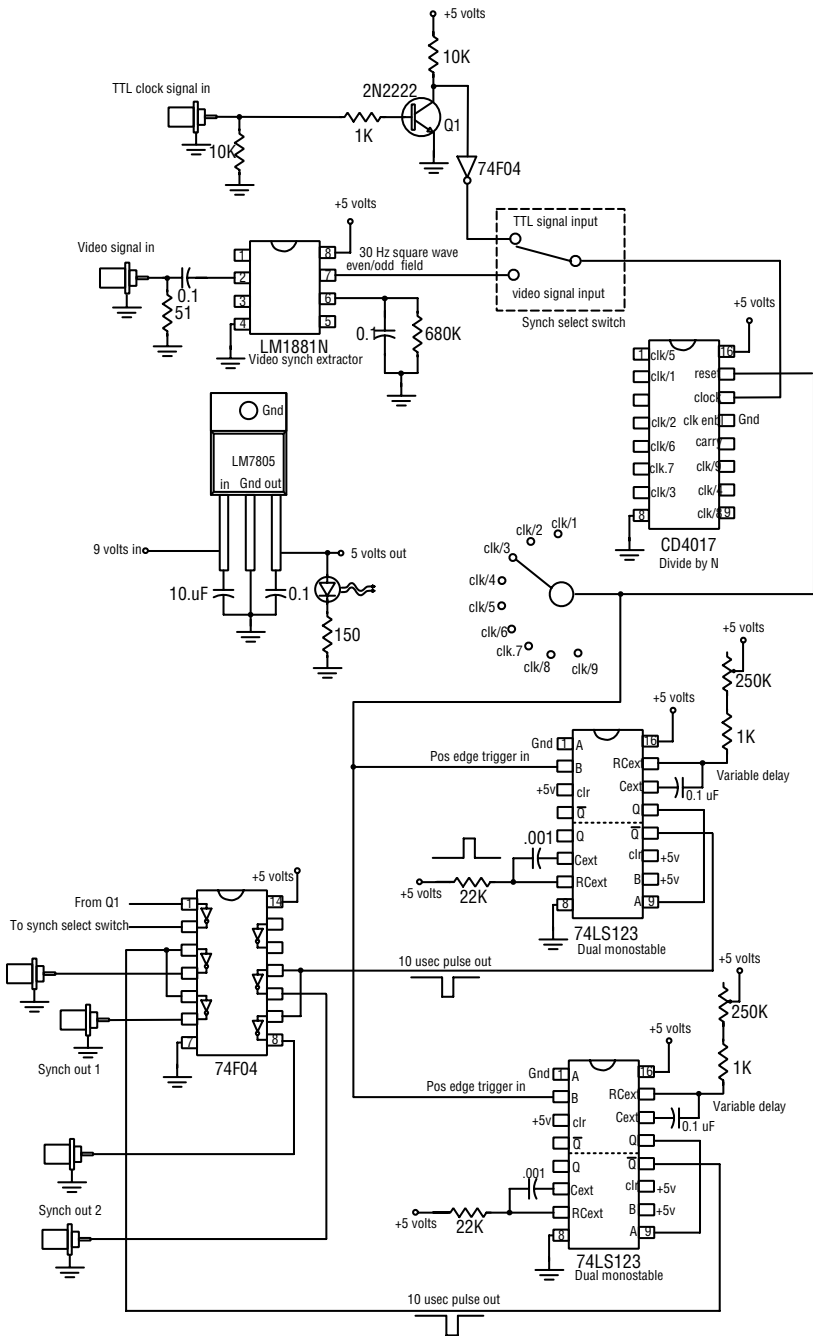 +5 volts
10K
2N2222
TTL clock signal in
Q1
1K
10K
74F04
+5 volts
TTL signal input
Video signal in
30 Hz square wave
even/odd field
1
8
2
7
3
6
4
5
0.1
51
video signal input
Synch select switch
0.1
680K
LM1881N
Video synch extractor
+5 volts
1
clk/5
16
clk/1
reset
clock
clk/2
clk enbl
Gnd
clk/6
carry
clk.7
clk/9
clk/3
clk/4
8
clk/8
9
CD4017
Divide by N
Gnd
LM7805
in
Gnd
out
9 volts in
5 volts out
10.uF
0.1
150
clk/1
clk/2
clk/3
clk/4
clk/5
clk/6
clk.7
clk/8
clk/9
+5 volts
250K
1K
+5 volts
Gnd
1
A
16
Pos edge trigger in
B
RCext
Variable delay
+5v
clr
Cext
0.1 uF
Q
Q
Q
Q
.001
Cext
clr
+5v
+5 volts
22K
RCext
B
+5v
8
A
9
74LS123
Dual monostable
+5 volts
From Q1
1
14
To synch select switch
10 usec pulse out
7
8
74F04
Synch out 1
Synch out 2
+5 volts
250K
1K
+5 volts
Gnd
1
A
16
Pos edge trigger in
B
RCext
Variable delay
+5v
clr
Cext
0.1 uF
Q
Q
Q
Q
.001
Cext
clr
+5v
+5 volts
22K
RCext
B
+5v
8
A
9
74LS123
Dual monostable
10 usec pulse out